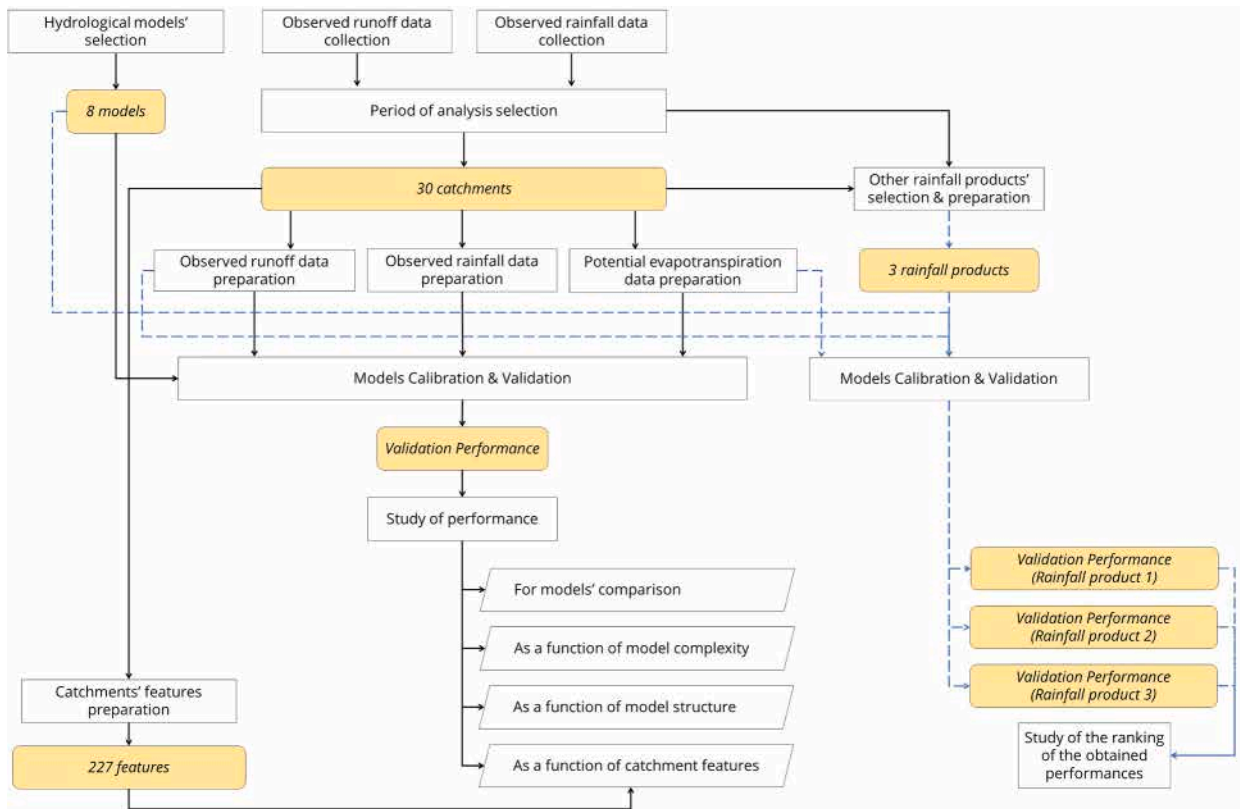 Hydrological models'
selection
Observed runoff data
collection
Observed rainfall data
collection
8 models
Period of analysis selection
30 catchments
Other rainfall products'
selection & preparation
Observed runoff data
preparation
Observed rainfall data
preparation
Potential evapotranspiration
data preparation
3 rainfall products
Models Calibration & Validation
Models Calibration & Validation
Validation Performance
Study of performance
For models' comparison
As a function of model complexity
As a function of model structure
As a function of catchment features
Validation Performance
(Rainfall product 1)
Validation Performance
(Rainfall product 2)
Validation Performance
(Rainfall product 3)
Study of the ranking
of the obtained
performances
Catchments' features
preparation
227 features